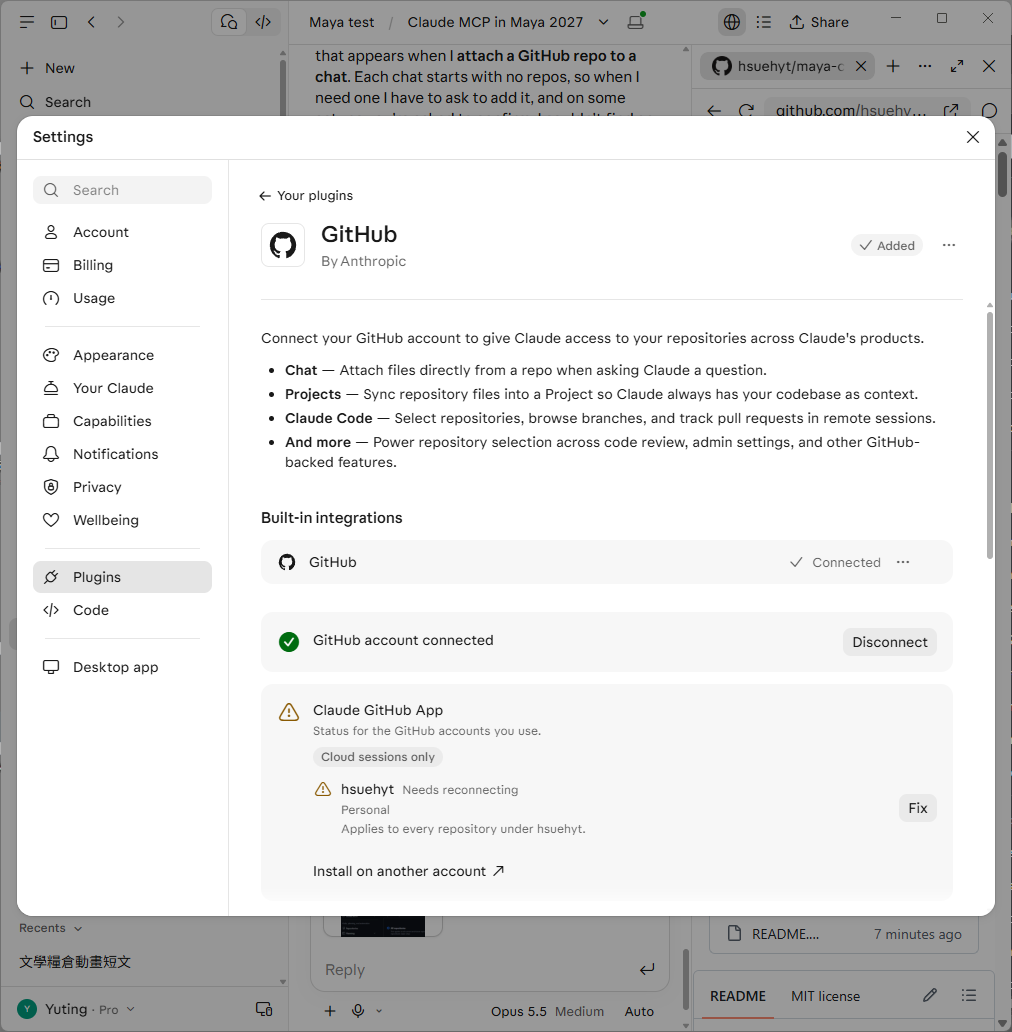 Maya test / Claude MCP in Maya 2027
Share
New
Search
that appears when I attach a GitHub repo to a
chat. Each chat starts with no repos, so when I
need one I have to ask to add it, and on some
hsuehyt/maya-c
github.com/hsuehy...
Settings
Search
Account
Billing
Usage
Appearance
Your Claude
Capabilities
Notifications
Privacy
Wellbeing
Plugins
Code
Desktop app
Your plugins
GitHub
By Anthropic
Added
Connect your GitHub account to give Claude access to your repositories across Claude's products.
• Chat — Attach files directly from a repo when asking Claude a question.
• Projects — Sync repository files into a Project so Claude always has your codebase as context.
• Claude Code — Select repositories, browse branches, and track pull requests in remote sessions.
• And more — Power repository selection across code review, admin settings, and other GitHub-
backed features.
Built-in integrations
GitHub
Connected
GitHub account connected
Disconnect
Claude GitHub App
Status for the GitHub accounts you use.
Cloud sessions only
hsuehyt Needs reconnecting
Personal
Applies to every repository under hsuehyt.
Fix
Install on another account
Recents
文學糧倉動畫短文
Y Yuting · Pro
Reply
Opus 5.5 Medium Auto
README.... 7 minutes ago
README MIT license